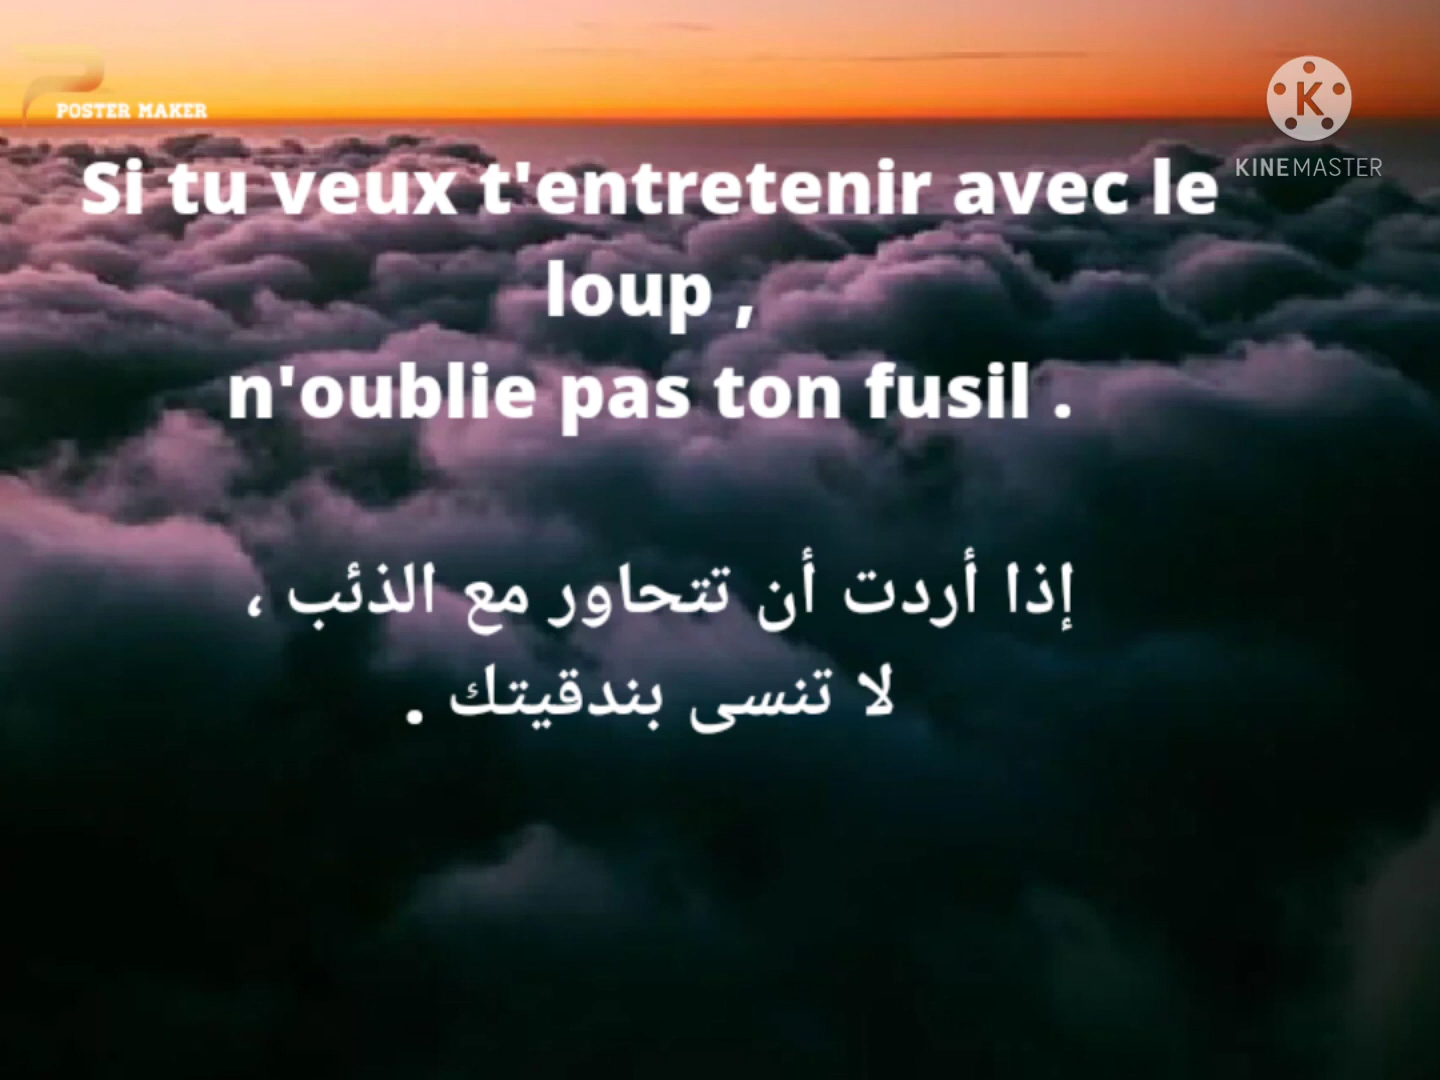 POSTER MAKER
KINEMASTER
Si tu veux t'entretenir avec le
loup ,
n'oublie pas ton fusil .
إذا أردت أن تتحاور مع الذئب ،
لا تنسى بندقيتك .